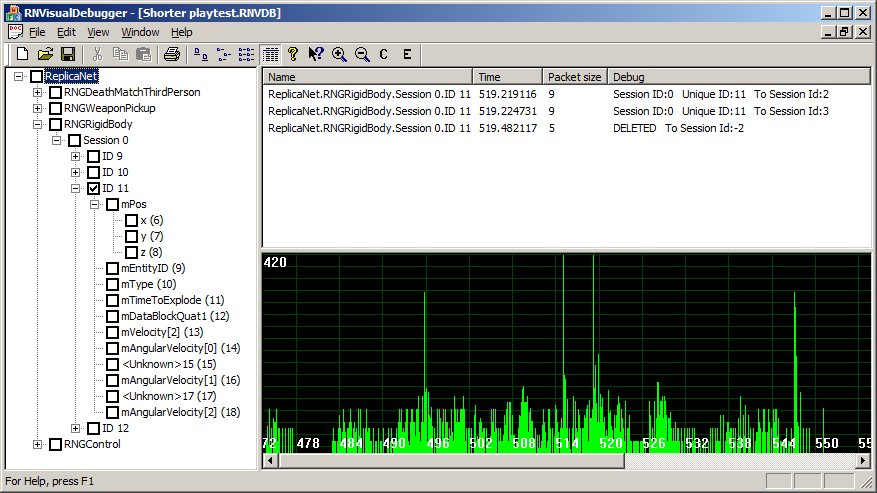 RNVisualDebugger - [Shorter playtest.RNVDB]
File Edit View Window Help
C E
ReplicaNet
RNGDeathMatchThirdPerson
RNGWeaponPickup
RNGRigidBody
Session 0
ID 9
ID 10
ID 11
mPos
x (6)
y (7)
z (8)
mEntityID (9)
mType (10)
mTimeToExplode (11)
mDataBlockQuat1 (12)
mVelocity[2] (13)
mAngularVelocity[0] (14)
<Unknown>15 (15)
mAngularVelocity[1] (16)
<Unknown>17 (17)
mAngularVelocity[2] (18)
ID 12
RNGControl
Name Time Packet size Debug
ReplicaNet.RNGRigidBody.Session 0.ID 11 519.219116 9 Session ID:0 Unique ID:11 To Session Id:2
ReplicaNet.RNGRigidBody.Session 0.ID 11 519.224731 9 Session ID:0 Unique ID:11 To Session Id:3
ReplicaNet.RNGRigidBody.Session 0.ID 11 519.482117 5 DELETED To Session Id:-2
420
72 478 484 490 496 502 508 514 520 526 532 538 544 550 55
For Help, press F1